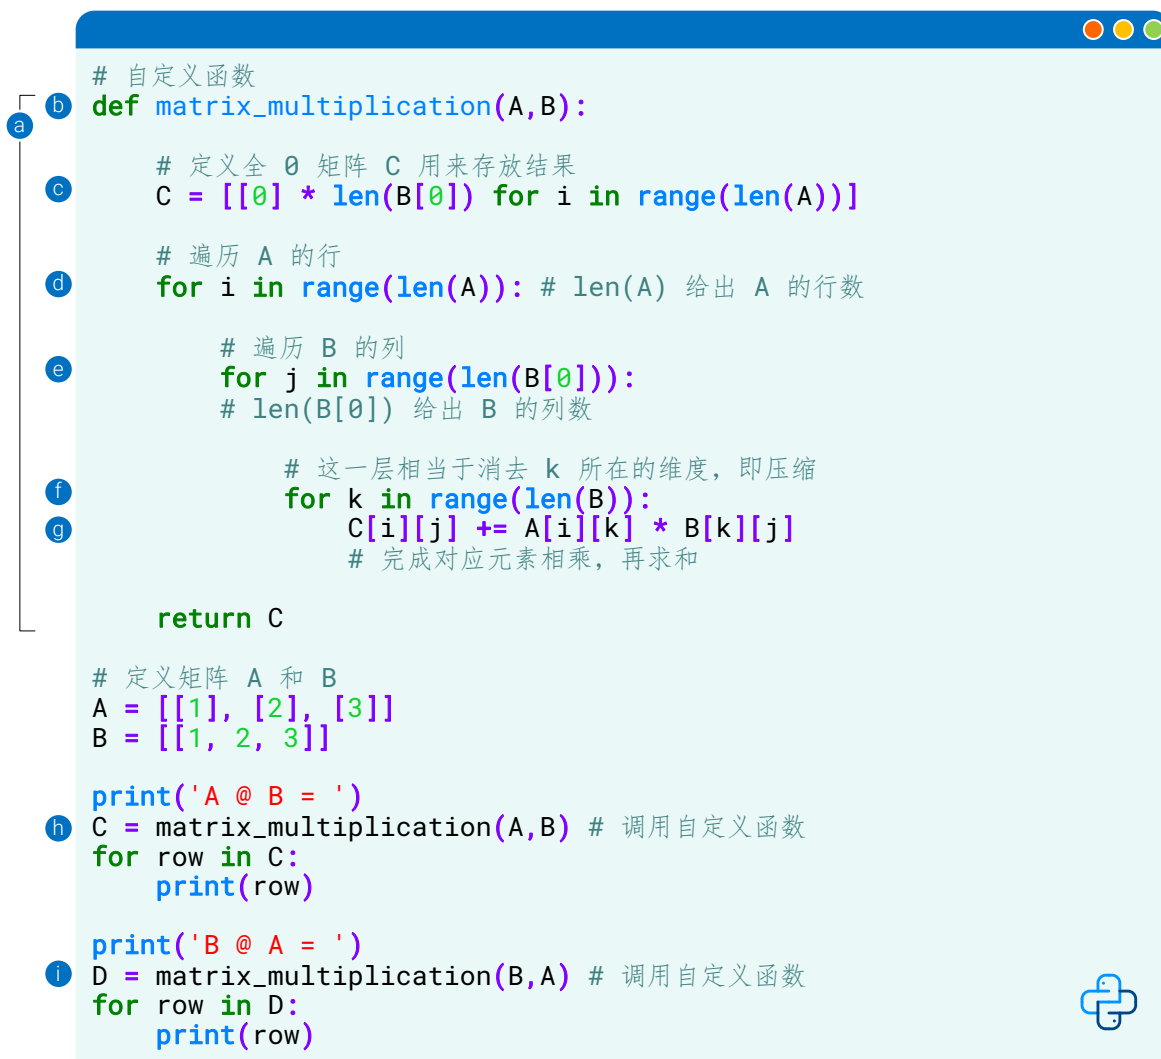 # 自定义函数
a
b def matrix_multiplication(A,B):
# 定义全 0 矩阵 C 用来存放结果
c C = [[0] * len(B[0]) for i in range(len(A))]
# 遍历 A 的行
d for i in range(len(A)): # len(A) 给出 A 的行数
# 遍历 B 的列
e for j in range(len(B[0])):
# len(B[0]) 给出 B 的列数
# 这一层相当于消去 k 所在的维度，即压缩
f for k in range(len(B)):
g C[i][j] += A[i][k] * B[k][j]
# 完成对应元素相乘，再求和
return C
# 定义矩阵 A 和 B
A = [[1], [2], [3]]
B = [[1, 2, 3]]
print('A @ B = ')
h C = matrix_multiplication(A,B) # 调用自定义函数
for row in C:
print(row)
print('B @ A = ')
i D = matrix_multiplication(B,A) # 调用自定义函数
for row in D:
print(row)